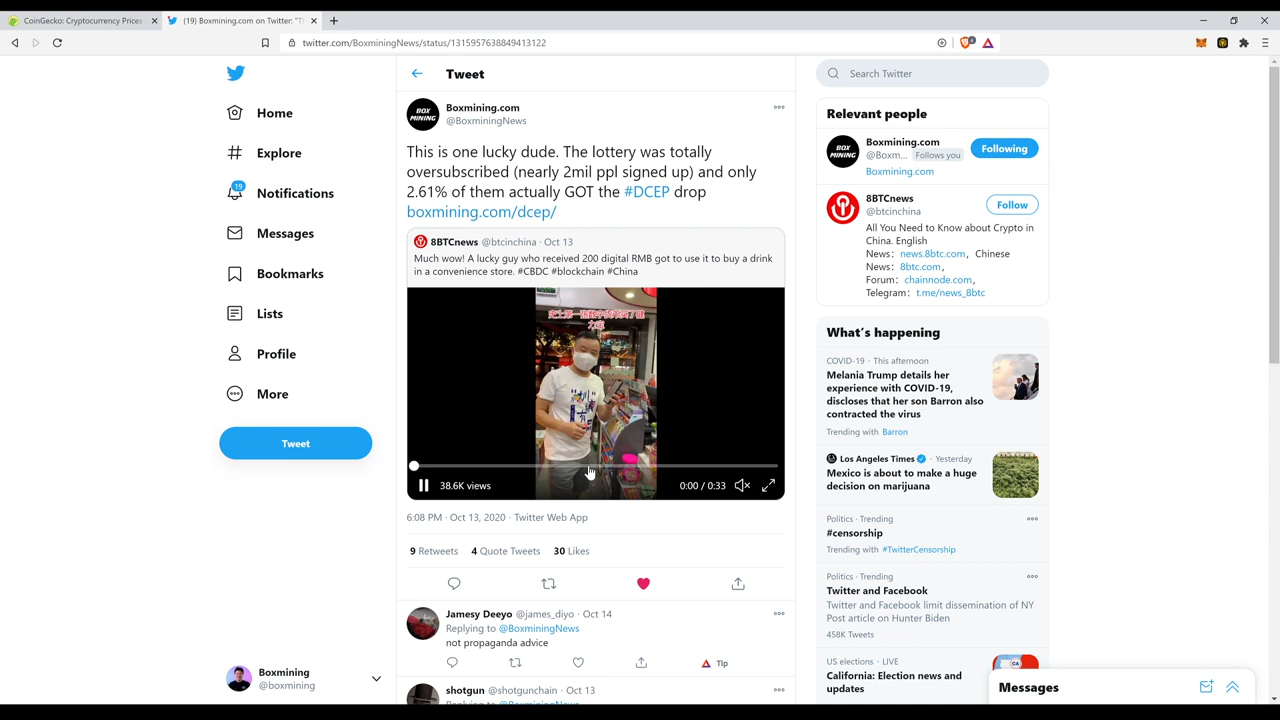 CoinGecko: Cryptocurrency Prices
(19) Boxmining.com on Twitter: "T
twitter.com/BoxminingNews/status/1315957638849413122
Home
Explore
19
Notifications
Messages
Bookmarks
Lists
Profile
More
Tweet
Boxmining
@boxmining
Tweet
BOX
MINING
Boxmining.com
@BoxminingNews
This is one lucky dude. The lottery was totally
oversubscribed (nearly 2mil ppl signed up) and only
2.61% of them actually GOT the #DCEP drop
boxmining.com/dcep/
8BTCnews @btcinchina · Oct 13
Much wow! A lucky guy who received 200 digital RMB got to use it to buy a drink
in a convenience store. #CBDC #blockchain #China
38.6K views
0:00 / 0:33
6:08 PM · Oct 13, 2020 · Twitter Web App
9 Retweets 4 Quote Tweets 30 Likes
Jamesy Deeyo @james_diyo · Oct 14
Replying to @BoxminingNews
not propaganda advice
Tip
shotgun @shotgunchain · Oct 13
Replying to @BoxminingNews
Search Twitter
Relevant people
BOX
MINING
Boxmining.com
@Boxm... Follows you
Following
Boxmining.com
8BTCnews
@btcinchina
Follow
All You Need to Know about Crypto in
China. English
News： news.8btc.com， Chinese
News： 8btc.com，
Forum： chainnode.com，
Telegram： t.me/news_8btc
What's happening
COVID-19 · This afternoon
Melania Trump details her
experience with COVID-19,
discloses that her son Barron also
contracted the virus
Trending with Barron
Los Angeles Times · Yesterday
Mexico is about to make a huge
decision on marijuana
Politics · Trending
#censorship
Trending with #TwitterCensorship
Politics · Trending
Twitter and Facebook
Twitter and Facebook limit dissemination of NY
Post article on Hunter Biden
458K Tweets
US elections · LIVE
California: Election news and
updates
CA
Messages